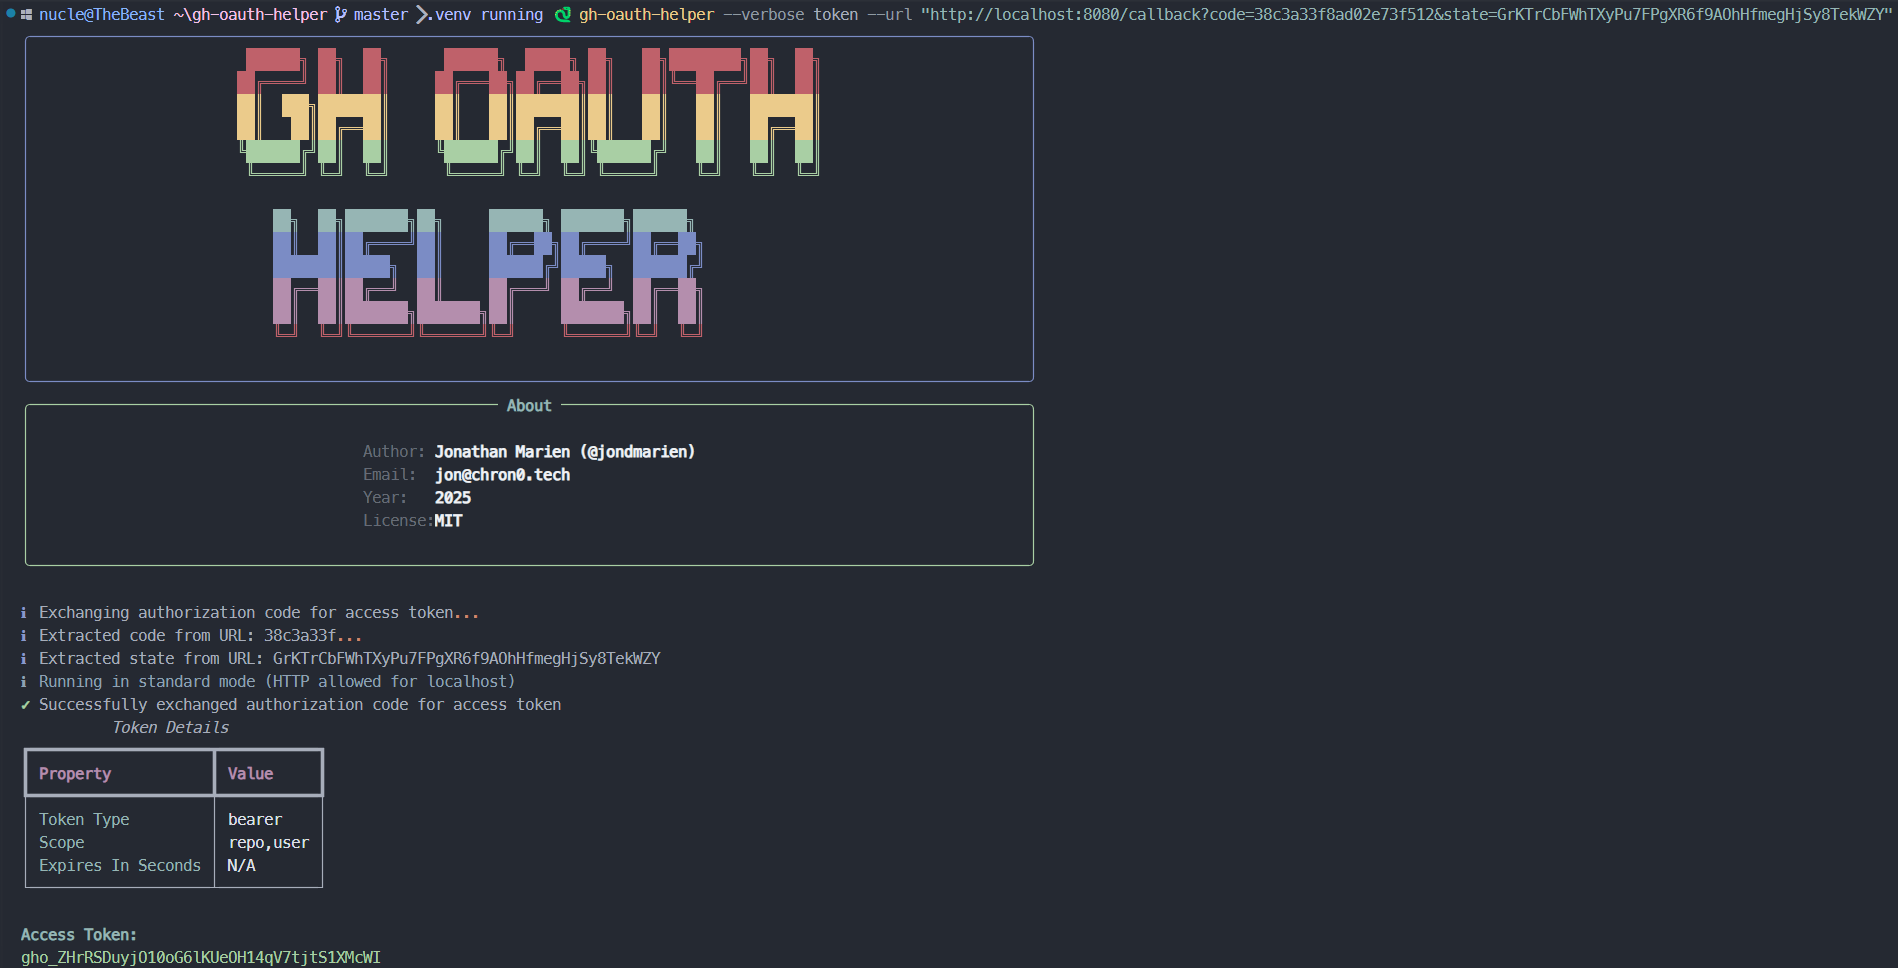 nucle@TheBeast ~\gh-oauth-helper master .venv running gh-oauth-helper --verbose token --url "http://localhost:8080/callback?code=38c3a33f8ad02e73f512&state=GrKTrCbFWhTXyPu7FPgXR6f9AOhHfmegHjSy8TekWZY"
GH OAUTH
HELPER
About
Author: Jonathan Marien (@jondmarien)
Email: jon@chron0.tech
Year: 2025
License:MIT
i Exchanging authorization code for access token...
i Extracted code from URL: 38c3a33f...
i Extracted state from URL: GrKTrCbFWhTXyPu7FPgXR6f9AOhHfmegHjSy8TekWZY
i Running in standard mode (HTTP allowed for localhost)
✓ Successfully exchanged authorization code for access token
Token Details
Property Value
Token Type bearer
Scope repo,user
Expires In Seconds N/A
Access Token:
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